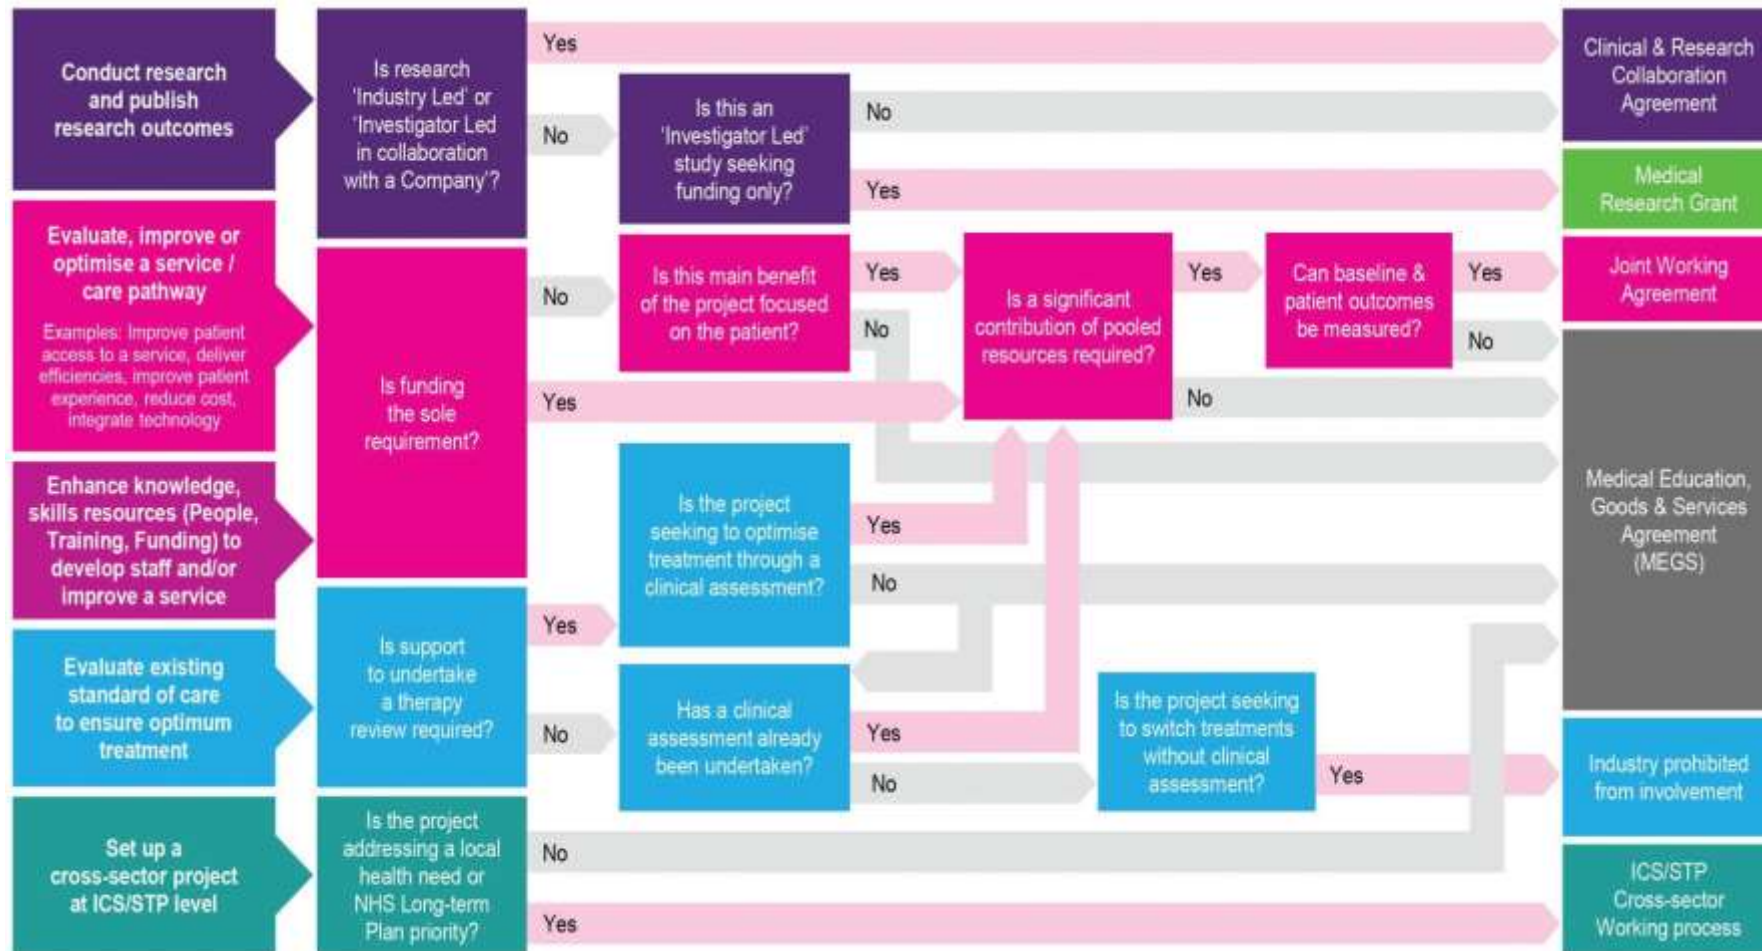 Conduct research
and publish
research outcomes
Is research
'Industry Led' or
'Investigator Led
in collaboration
with a Company'?
Yes
No
Is this an
'Investigator Led'
study seeking
funding only?
No
Yes
Clinical & Research
Collaboration
Agreement
Medical
Research Grant
Evaluate, improve or
optimise a service /
care pathway
Examples: Improve patient
access to a service, deliver
efficiencies, improve patient
experience, reduce cost,
integrate technology
Is funding
the sole
requirement?
No
Yes
Is this main benefit
of the project focused
on the patient?
Yes
No
Is a significant
contribution of pooled
resources required?
Yes
No
Can baseline &
patient outcomes
be measured?
Yes
No
Joint Working
Agreement
Enhance knowledge,
skills resources (People,
Training, Funding) to
develop staff and/or
improve a service
Medical Education,
Goods & Services
Agreement
(MEGS)
Evaluate existing
standard of care
to ensure optimum
treatment
Is support
to undertake
a therapy
review required?
Yes
No
Is the project
seeking to optimise
treatment through a
clinical assessment?
Yes
No
Has a clinical
assessment already
been undertaken?
Yes
No
Is the project seeking
to switch treatments
without clinical
assessment?
Yes
Industry prohibited
from involvement
Set up a
cross-sector project
at ICS/STP level
Is the project
addressing a local
health need or
NHS Long-term
Plan priority?
No
Yes
ICS/STP
Cross-sector
Working process